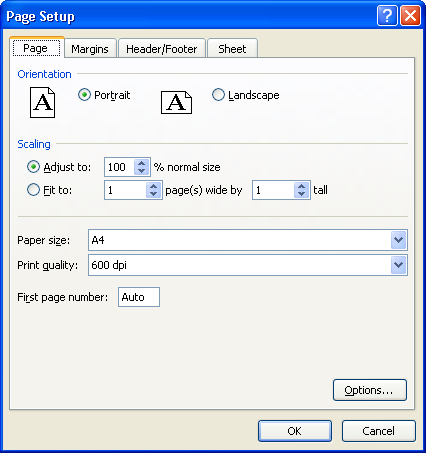 Page Setup
Page Margins Header/Footer Sheet
Orientation
A Portrait A Landscape
Scaling
Adjust to: 100 % normal size
Fit to: 1 page(s) wide by 1 tall
Paper size: A4
Print quality: 600 dpi
First page number: Auto
Options...
OK Cancel